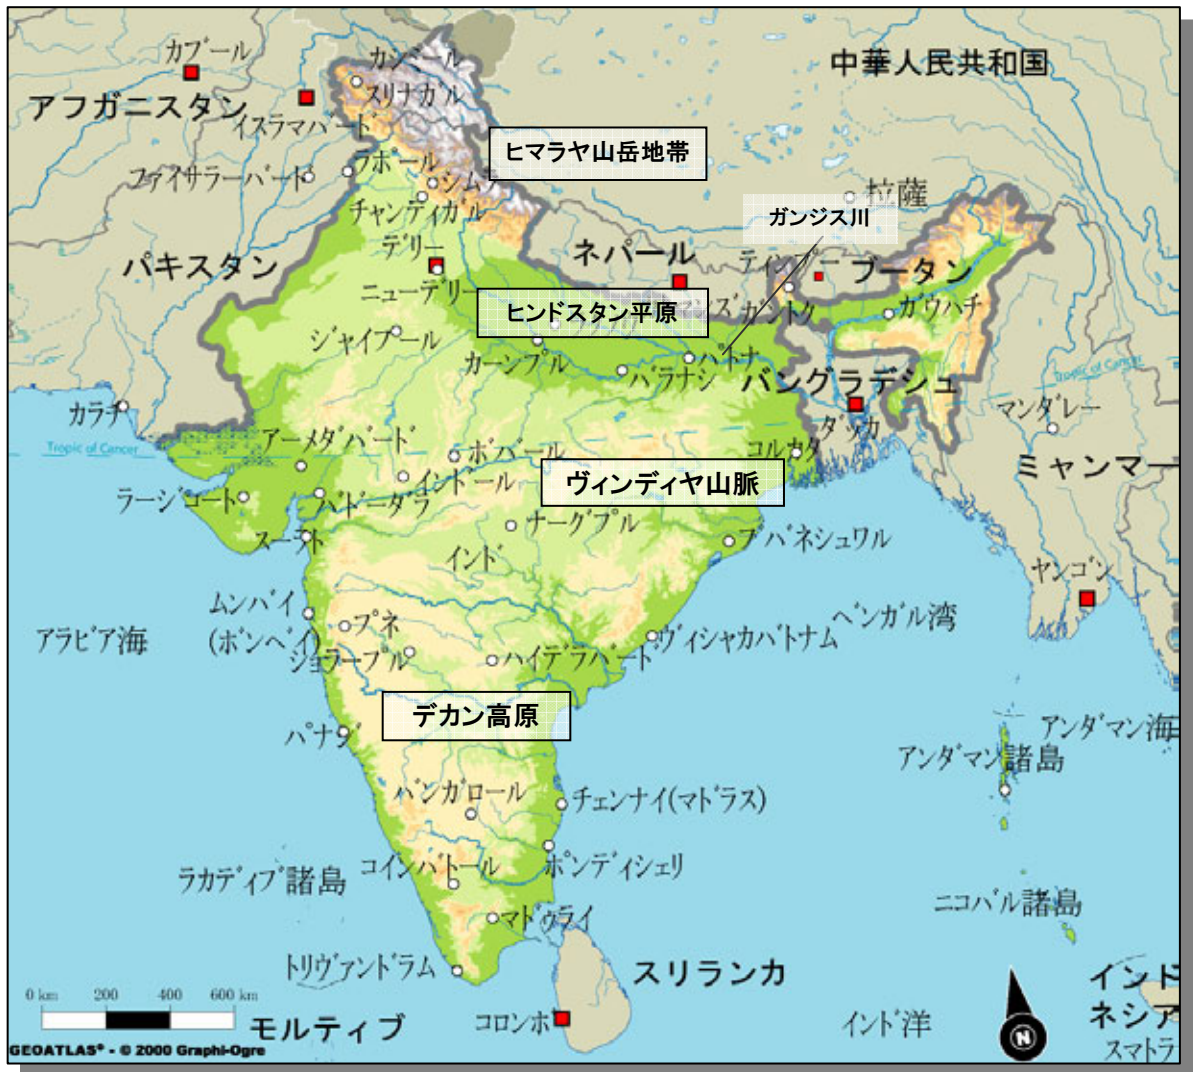 カブール
カシミール
中華人民共和国
スリナガル
アフガニスタン
イスラマバード
ヒマラヤ山岳地帯
ラホール
ファイサラーバード
シムラ
拉薩
チャンディガル
ガンジス川
デリー
ネパール
パキスタン
ティンプー
ブータン
ニューデリー
ヒンドスタン平原
ガントク
ガウハチ
ジャイプール
カーンプル
パトナ
バラナシ
バングラデシュ
Tropic of Cancer
カラチ
マンダレー
ダッカ
アーメダバード
Tropic of Cancer
ボパール
コルカタ
ミャンマー
インドール
ヴィンディヤ山脈
ラージコート
バドーダラ
ナーグプル
スーラト
ブバネシュワル
インド
ヤンゴン
ムンバイ
(ボンベイ)
プネ
ベンガル湾
アラビア海
ヴィシャカパトナム
ショラープル
ハイデラバード
デカン高原
パナジ
アンダマン海
アンダマン諸島
バンガロール
チェンナイ(マドラス)
コインバトール
ポンディシェリ
ラカディブ諸島
ニコバル諸島
マドゥライ
トリヴァンドラム
スリランカ
インド
ネシア
0 km 200 400 600 km
モルティブ
コロンボ
インド洋
N
スマトラ
GEOATLAS® - © 2000 Graphi-Ogre